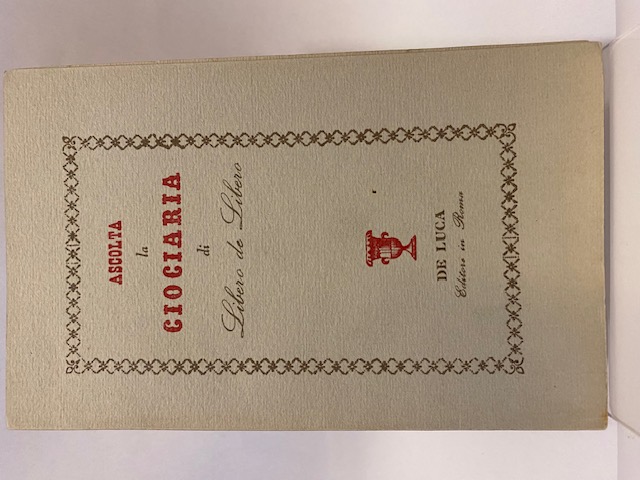 ASCOLTA
la
CIOCIARIA
di
Libero de Libero
DE LUCA
Editore in Roma